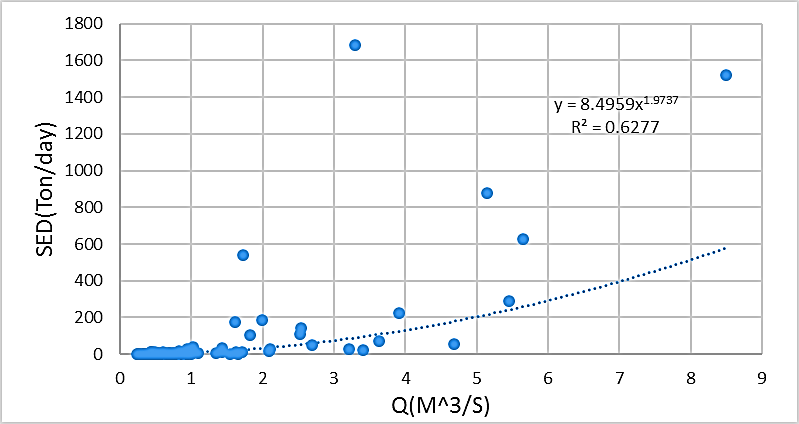 1800
1600
1400
1200
1000
800
600
400
200
0
SED(Ton/day)
y = 8.4959x^1.9737
R² = 0.6277
0 1 2 3 4 5 6 7 8 9
Q(M^3/S)